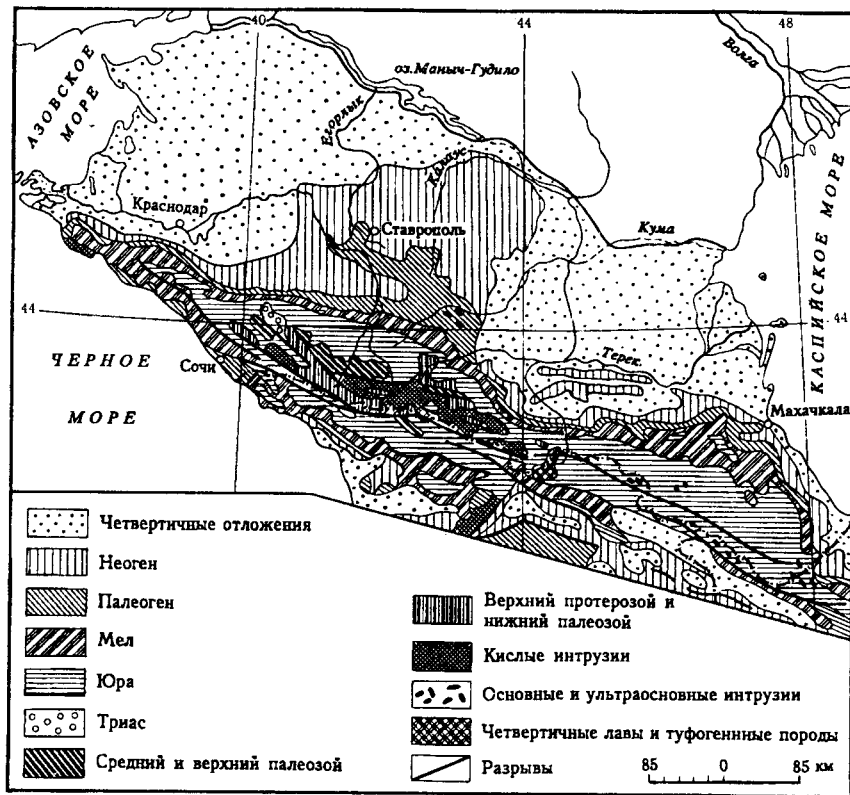 40
44
48
АЗОВСКОЕ
МОРЕ
оз.Маныч-Гудило
Волга
Егорлык
Калаус
Краснодар
Ставрополь
Кума
КАСПИЙСКОЕ МОРЕ
44
44
ЧЕРНОЕ
МОРЕ
Сочи
Терек
Махачкала
Четвертичные отложения
Неоген
Палеоген
Мел
Юра
Триас
Средний и верхний палеозой
Верхний протерозой и
нижний палеозой
Кислые интрузии
Основные и ультраосновные интрузии
Четвертичные лавы и туфогеннные породы
Разрывы
85 0 85 км